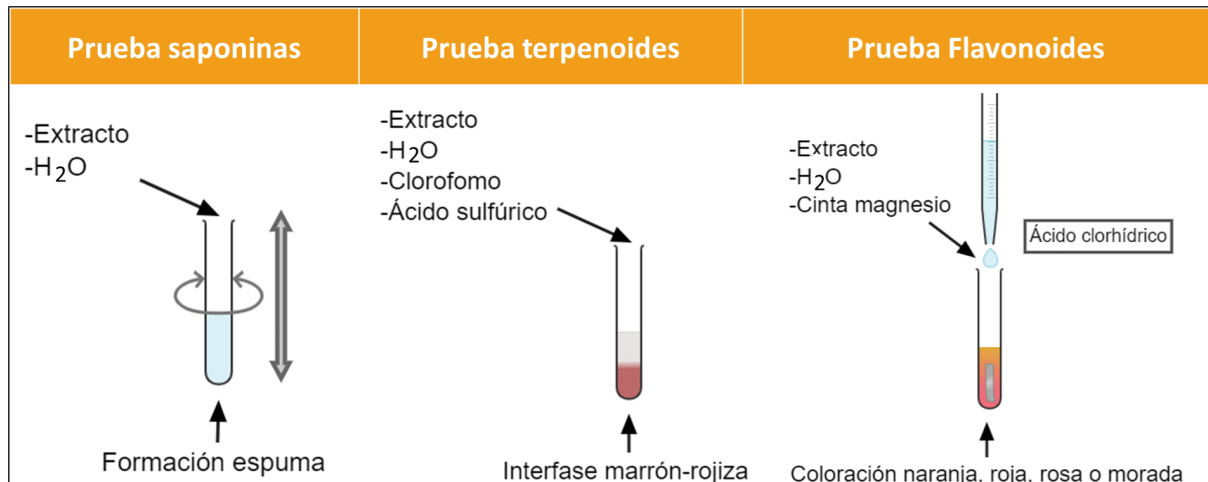 Prueba saponinas
Prueba terpenoides
Prueba Flavonoides
-Extracto
-H₂O
Formación espuma
-Extracto
-H₂O
-Clorofomo
-Ácido sulfúrico
Interfase marrón-rojiza
-Extracto
-H₂O
-Cinta magnesio
Ácido clorhídrico
Coloración naranja, roja, rosa o morada